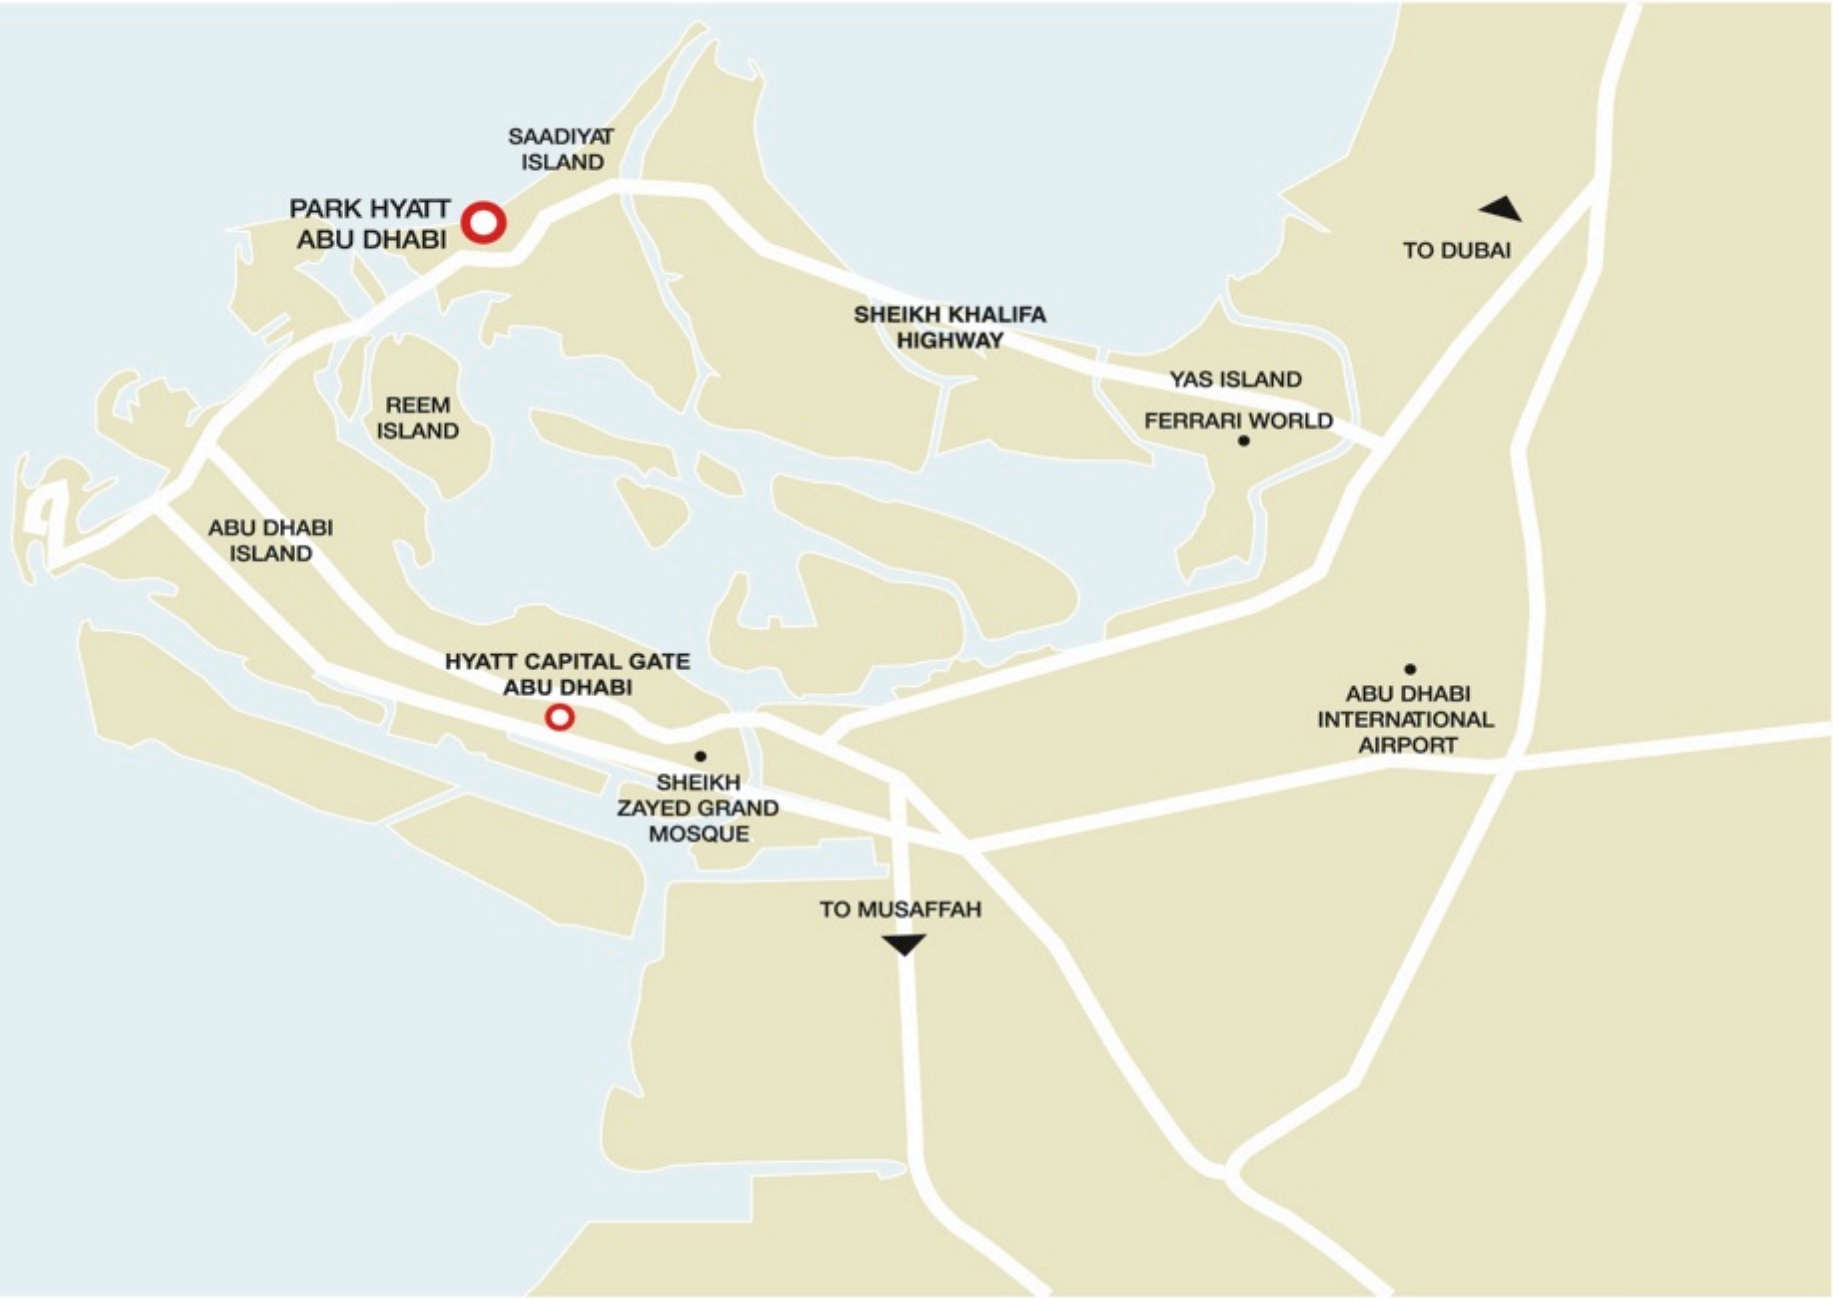 SAADIYAT
ISLAND
PARK HYATT
ABU DHABI
TO DUBAI
SHEIKH KHALIFA
HIGHWAY
YAS ISLAND
FERRARI WORLD
REEM
ISLAND
ABU DHABI
ISLAND
HYATT CAPITAL GATE
ABU DHABI
ABU DHABI
INTERNATIONAL
AIRPORT
SHEIKH
ZAYED GRAND
MOSQUE
TO MUSAFFAH